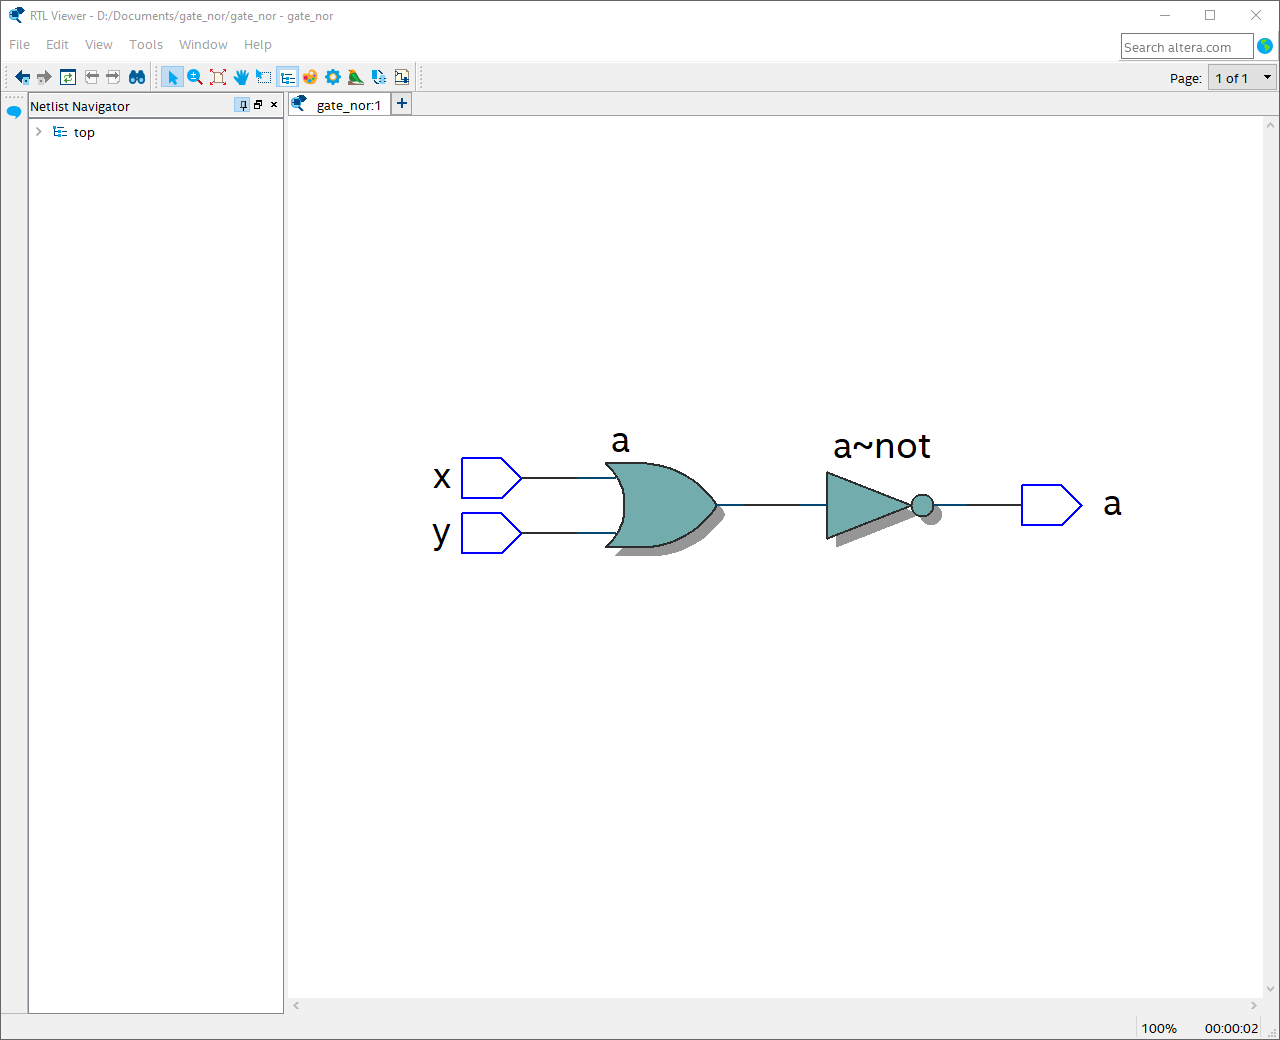 RTL Viewer - D:/Documents/gate_nor/gate_nor - gate_nor
File Edit View Tools Window Help
Search altera.com
Page: 1 of 1
Netlist Navigator
gate_nor:1
top
a
a~not
x
y
a
100% 00:00:02